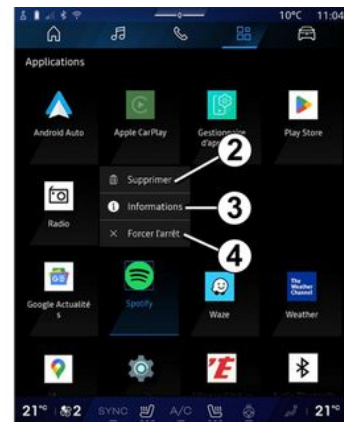 10°C 11:04
Applications
Android Auto
Apple CarPlay
Gestionnaire
Play Store
2
Supprimer
3
Informations
Radio
4
Forcer l'arrêt
Google Actualité
s
Spotify
Waze
The
Weather
Channel
Weather
21°C
2
SYNC
A/C
21°C